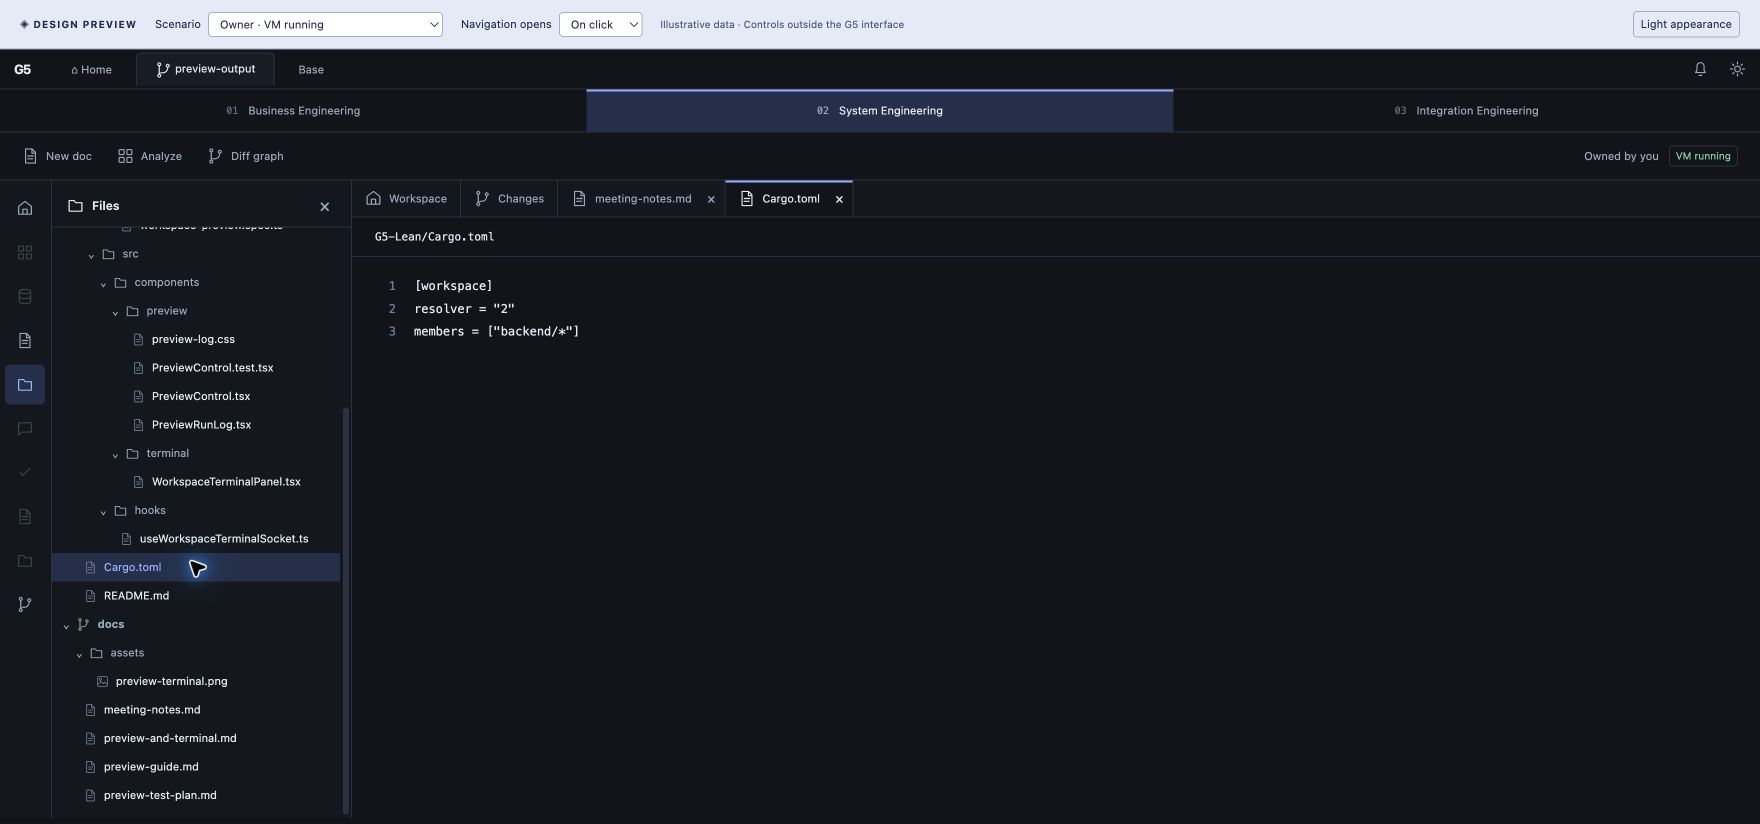 DESIGN PREVIEW Scenario Owner · VM running Navigation opens On click Illustrative data · Controls outside the G5 interface Light appearance
G5 Home preview-output Base
01 Business Engineering 02 System Engineering 03 Integration Engineering
New doc Analyze Diff graph Owned by you VM running
Files
Workspace Changes meeting-notes.md × Cargo.toml ×
G5-Lean/Cargo.toml
src
components
preview
preview-log.css
PreviewControl.test.tsx
PreviewControl.tsx
PreviewRunLog.tsx
terminal
WorkspaceTerminalPanel.tsx
hooks
useWorkspaceTerminalSocket.ts
Cargo.toml
README.md
docs
assets
preview-terminal.png
meeting-notes.md
preview-and-terminal.md
preview-guide.md
preview-test-plan.md
1 [workspace]
2 resolver = "2"
3 members = ["backend/*"]